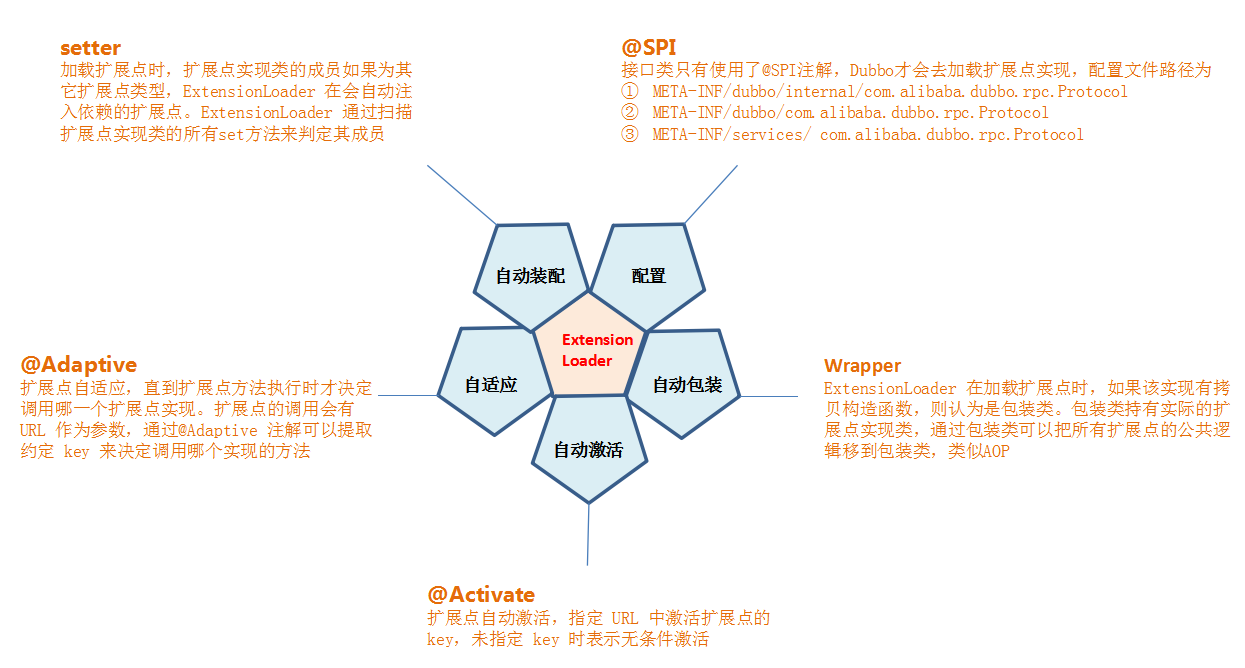 setter
加载扩展点时，扩展点实现类的成员如果为其
它扩展点类型，ExtensionLoader 在会自动注
入依赖的扩展点。ExtensionLoader 通过扫描
扩展点实现类的所有set方法来判定其成员
@SPI
接口类只有使用了@SPI注解，Dubbo才会去加载扩展点实现，配置文件路径为
① META-INF/dubbo/internal/com.alibaba.dubbo.rpc.Protocol
② META-INF/dubbo/com.alibaba.dubbo.rpc.Protocol
③ META-INF/services/ com.alibaba.dubbo.rpc.Protocol
自动装配
配置
Extension
Loader
自适应
自动包装
自动激活
@Adaptive
扩展点自适应，直到扩展点方法执行时才决定
调用哪一个扩展点实现。扩展点的调用会有
URL 作为参数，通过@Adaptive 注解可以提取
约定 key 来决定调用哪个实现的方法
Wrapper
ExtensionLoader 在加载扩展点时，如果该实现有拷
贝构造函数，则认为是包装类。包装类持有实际的扩
展点实现类，通过包装类可以把所有扩展点的公共逻
辑移到包装类，类似AOP
@Activate
扩展点自动激活，指定 URL 中激活扩展点的
key，未指定 key 时表示无条件激活